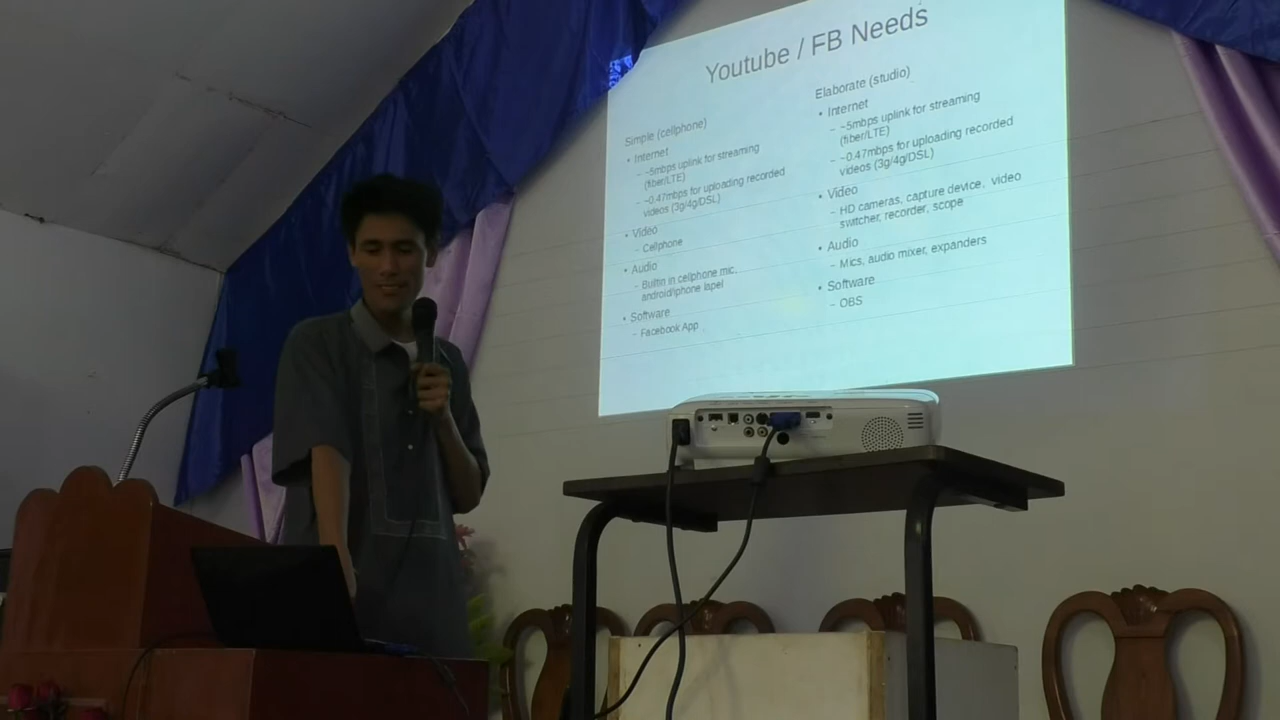 Youtube / FB Needs
Simple (cellphone)
• Internet
– ~5mbps uplink for streaming
(fiber/LTE)
– ~0.47mbps for uploading recorded
videos (3g/4g/DSL)
• Video
– Cellphone
• Audio
– Builtin in cellphone mic,
android/iphone lapel
• Software
– Facebook App
Elaborate (studio)
• Internet
– ~5mbps uplink for streaming
(fiber/LTE)
– ~0.47mbps for uploading recorded
videos (3g/4g/DSL)
• Video
– HD cameras, capture device, video
switcher, recorder, scope
• Audio
– Mics, audio mixer, expanders
• Software
– OBS